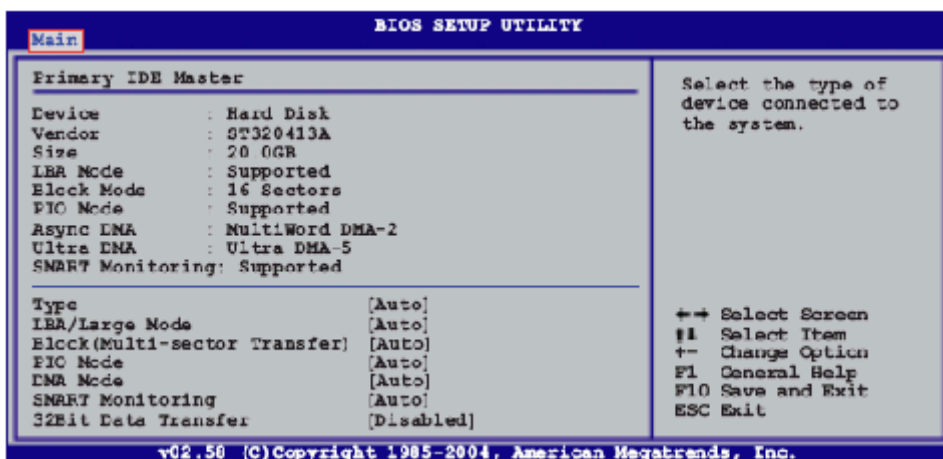 BIOS SETUP UTILITY
Main
Primary IDE Master
Device : Hard Disk
Vendor : ST320413A
Size : 20.0GB
LBA Mode : Supported
Block Mode : 16 Sectors
PIO Mode : Supported
Async DMA : MultiWord DMA-2
Ultra DMA : Ultra DMA-5
SMART Monitoring: Supported
Type [Auto]
LBA/Large Mode [Auto]
Block(Multi-sector Transfer) [Auto]
PIO Mode [Auto]
DMA Mode [Auto]
SMART Monitoring [Auto]
32Bit Data Transfer [Disabled]
Select the type of
device connected to
the system.
←→ Select Screen
↑↓ Select Item
+- Change Option
F1 General Help
F10 Save and Exit
ESC Exit
v02.58 (C)Copyright 1985-2004, American Megatrends, Inc.